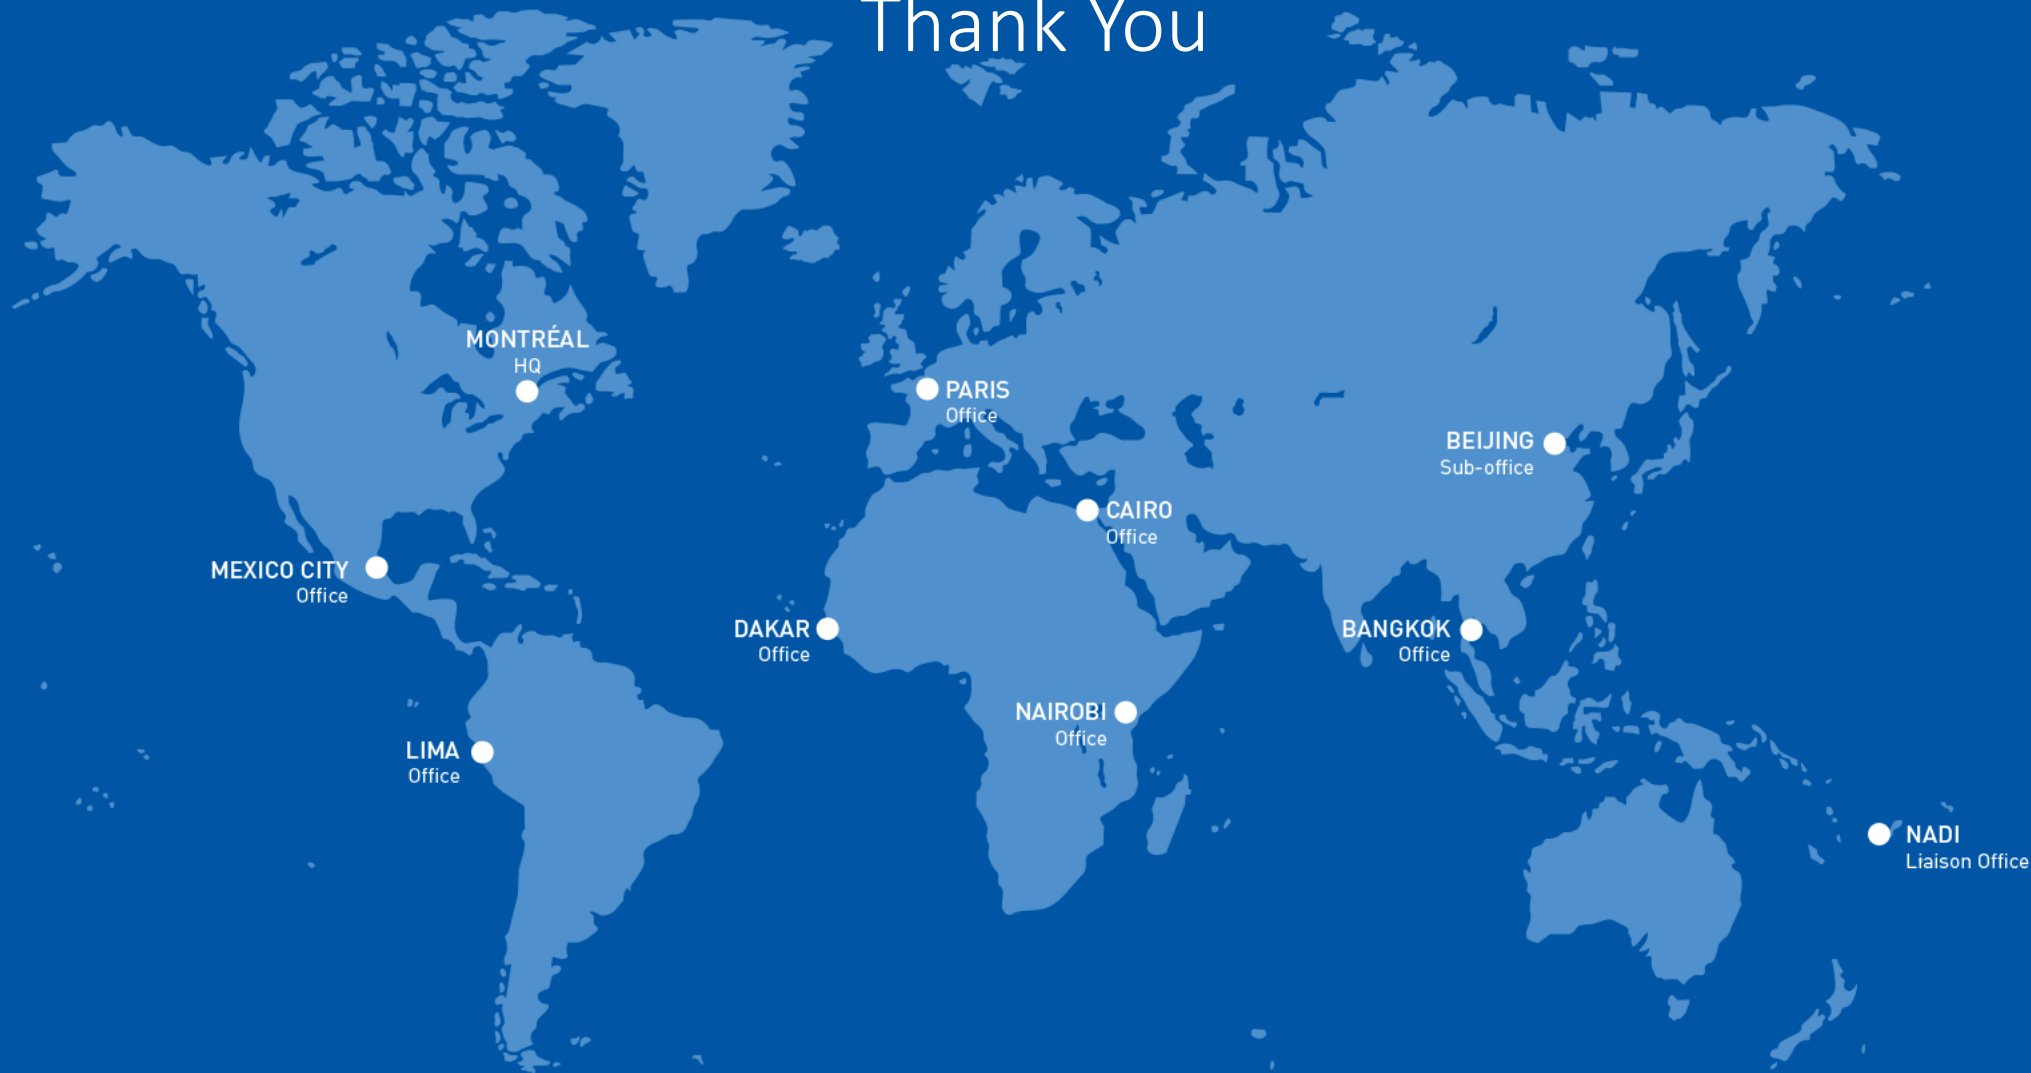 Thank You
MONTRÉAL
HQ
PARIS
Office
BEIJING
Sub-office
CAIRO
Office
MEXICO CITY
Office
DAKAR
Office
BANGKOK
Office
NAIROBI
Office
LIMA
Office
NADI
Liaison Office